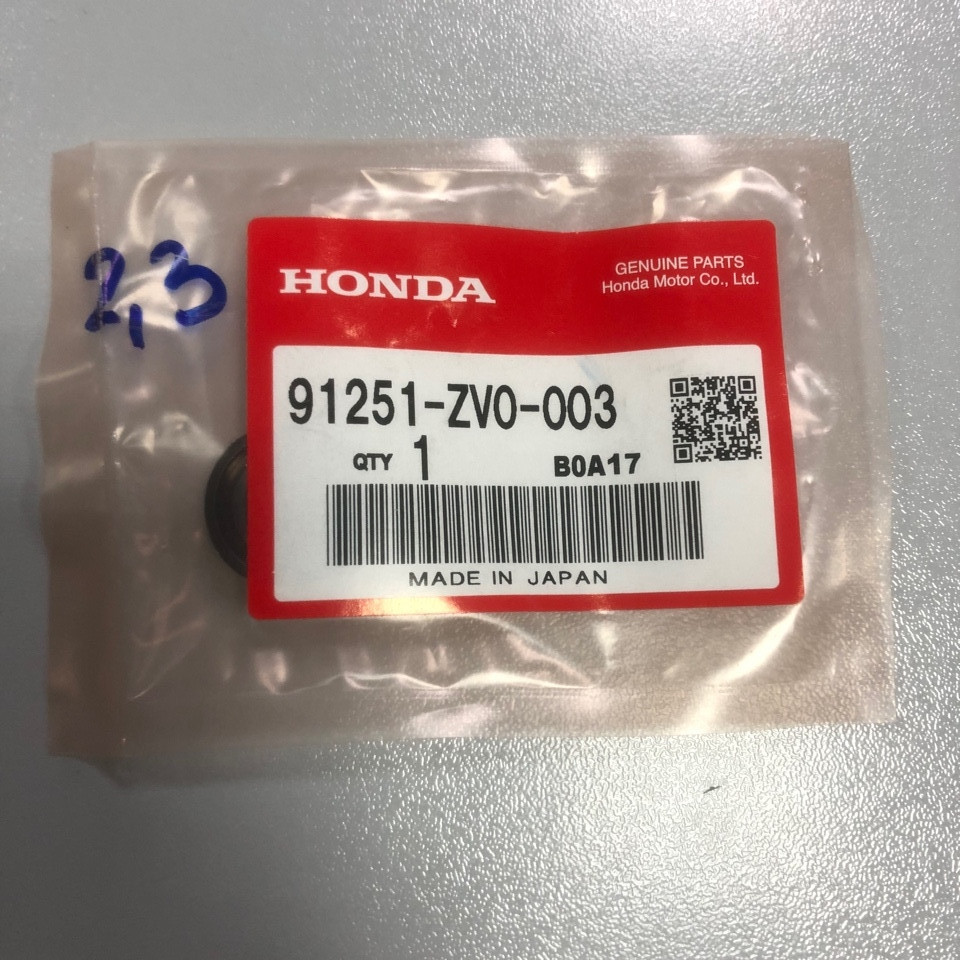 2,3
HONDA
GENUINE PARTS
Honda Motor Co., Ltd.
91251-ZV0-003
QTY 1 B0A17
MADE IN JAPAN